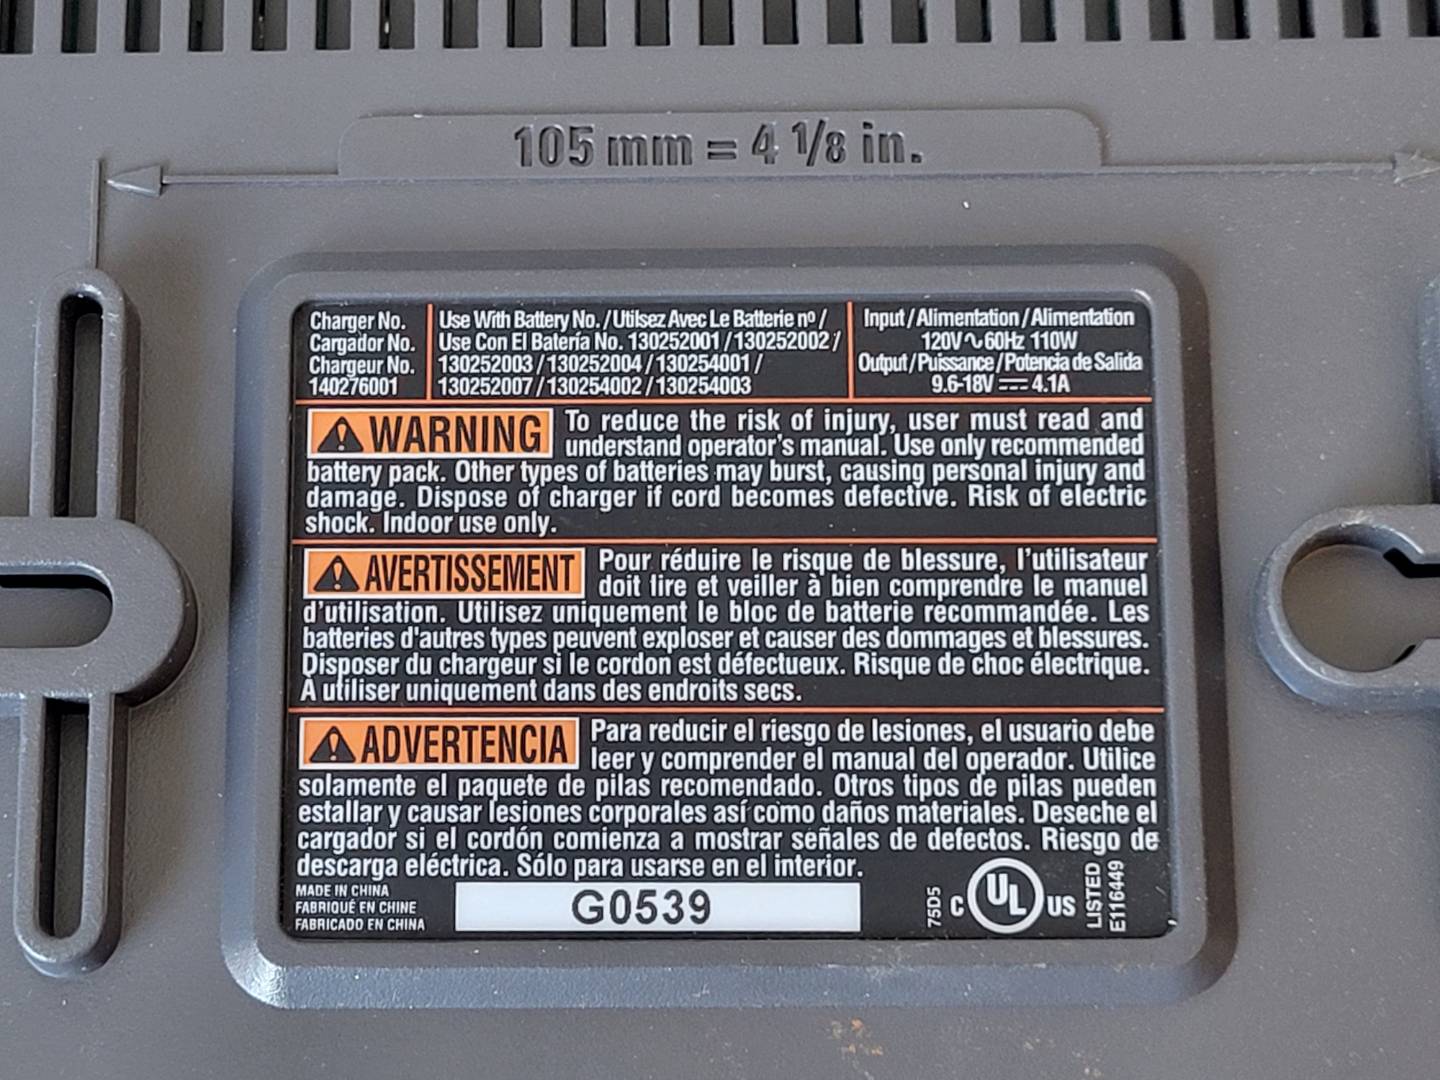 105 mm = 4 1/8 in.
Charger No.
Cargador No.
Chargeur No.
140276001
Use With Battery No. / Utilsez Avec Le Batterie nº /
Use Con El Batería No. 130252001 / 130252002 /
130252003 / 130252004 / 130254001 /
130252007 / 130254002 / 130254003
Input / Alimentation / Alimentation
120V∿60Hz 110W
Output / Puissance / Potencia de Salida
9.6-18V ⎓ 4.1A
WARNING To reduce the risk of injury, user must read and
understand operator's manual. Use only recommended
battery pack. Other types of batteries may burst, causing personal injury and
damage. Dispose of charger if cord becomes defective. Risk of electric
shock. Indoor use only.
AVERTISSEMENT Pour réduire le risque de blessure, l'utilisateur
doit lire et veiller à bien comprendre le manuel
d'utilisation. Utilisez uniquement le bloc de batterie recommandée. Les
batteries d'autres types peuvent exploser et causer des dommages et blessures.
Disposer du chargeur si le cordon est défectueux. Risque de choc électrique.
À utiliser uniquement dans des endroits secs.
ADVERTENCIA Para reducir el riesgo de lesiones, el usuario debe
leer y comprender el manual del operador. Utilice
solamente el paquete de pilas recomendado. Otros tipos de pilas pueden
estallar y causar lesiones corporales así como daños materiales. Deseche el
cargador si el cordón comienza a mostrar señales de defectos. Riesgo de
descarga eléctrica. Sólo para usarse en el interior.
MADE IN CHINA
FABRIQUÉ EN CHINE
FABRICADO EN CHINA
G0539
75D5
C UL US
LISTED
E116449